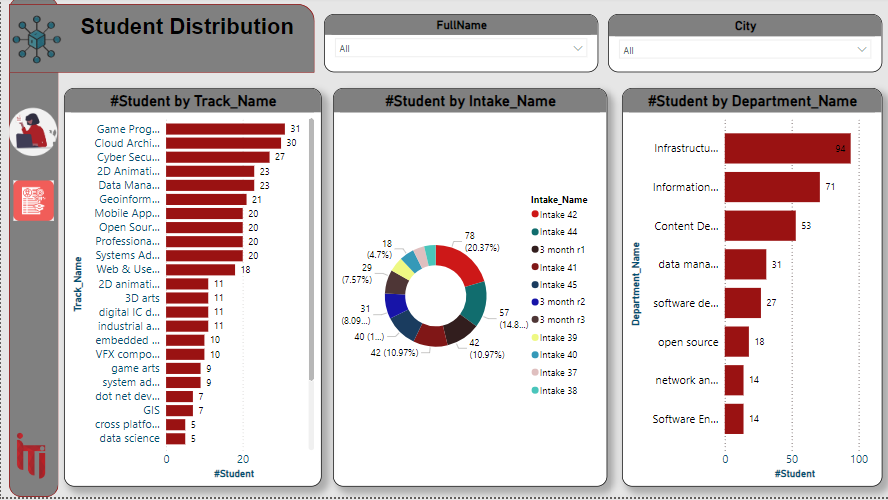 Student Distribution
FullName
All
City
All
#Student by Track_Name
Track_Name
Game Prog... 31
Cloud Archi... 30
Cyber Secu... 27
2D Animati... 23
Data Mana... 23
Geoinform... 21
Mobile App... 20
Open Sour... 20
Professiona... 20
Systems Ad... 20
Web & Use... 18
2D animati... 11
3D arts 11
digital IC d... 11
industrial a... 11
embedded ... 10
VFX compo... 10
game arts 9
system ad... 9
dot net dev... 7
GIS 7
cross platfo... 5
data science 5
0 20
#Student
#Student by Intake_Name
78
(20.37%)
57
(14.8...)
42
(10.97%)
42 (10.97%)
40 (1...)
31
(8.09...)
29
(7.57%)
18
(4.7%)
Intake_Name
Intake 42
Intake 44
3 month r1
Intake 41
Intake 45
3 month r2
3 month r3
Intake 39
Intake 40
Intake 37
Intake 38
#Student by Department_Name
Department_Name
Infrastructu... 94
Information... 71
Content De... 53
data mana... 31
software de... 27
open source 18
network an... 14
Software En... 14
0 50 100
#Student
iTi